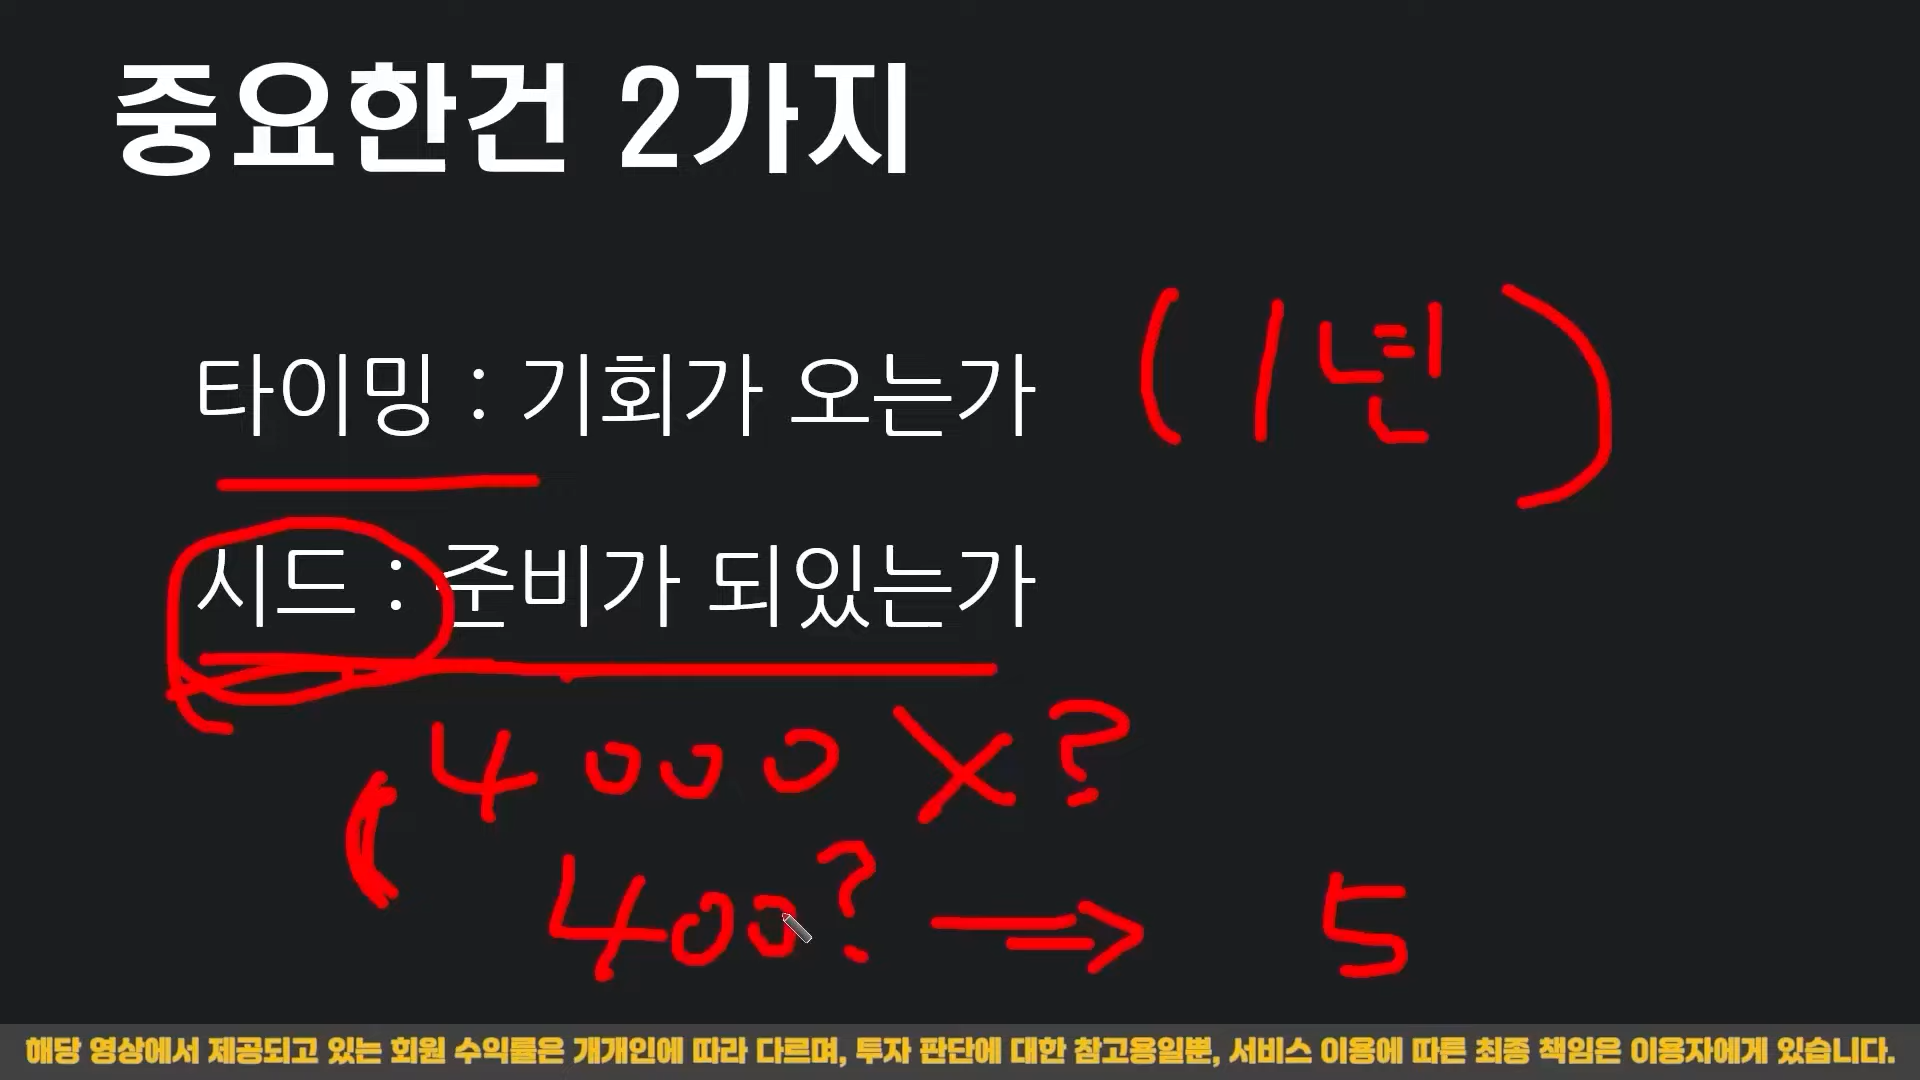 중요한건 2가지
타이밍 : 기회가 오는가 (1년)
시드 : 준비가 되있는가
4000 X ?
400? → 5
해당 영상에서 제공되고 있는 회원 수익률은 개개인에 따라 다르며, 투자 판단에 대한 참고용일뿐, 서비스 이용에 따른 최종 책임은 이용자에게 있습니다.